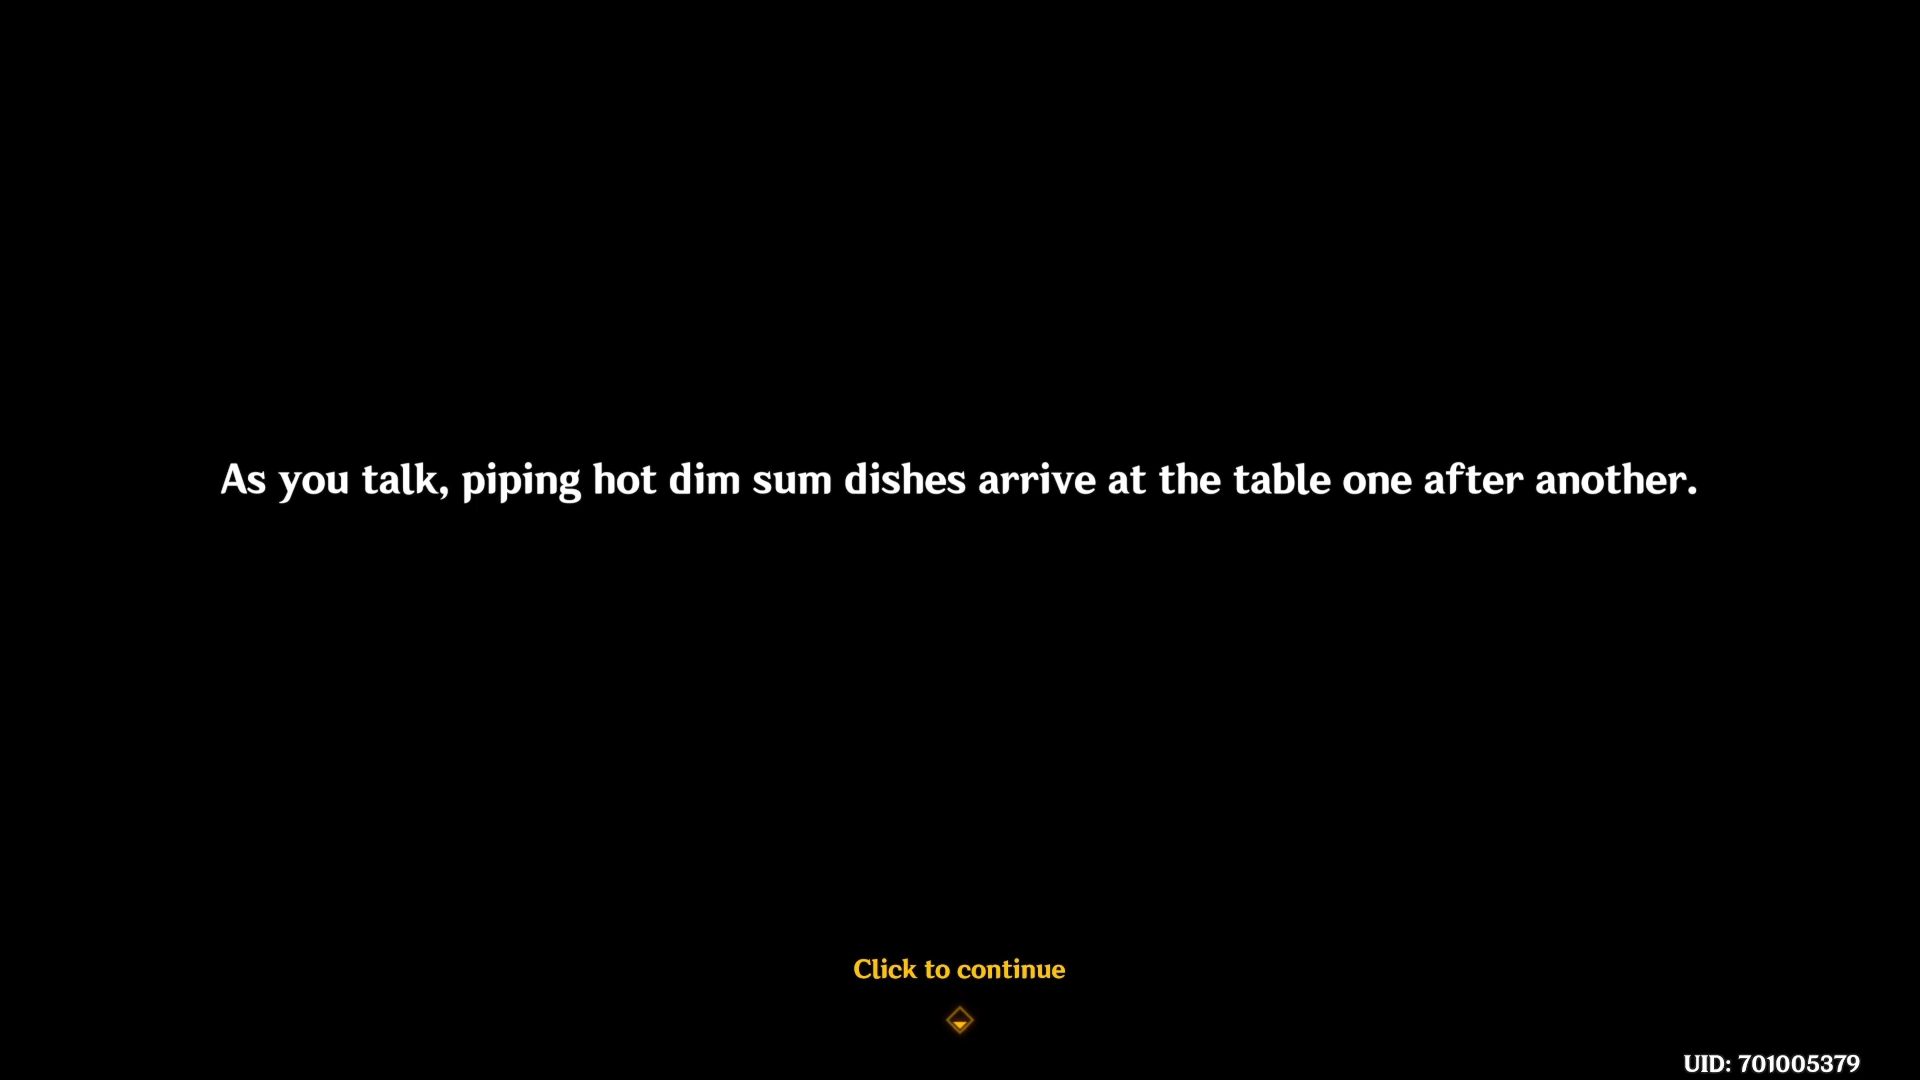 As you talk, piping hot dim sum dishes arrive at the table one after another.
Click to continue
UID: 701005379